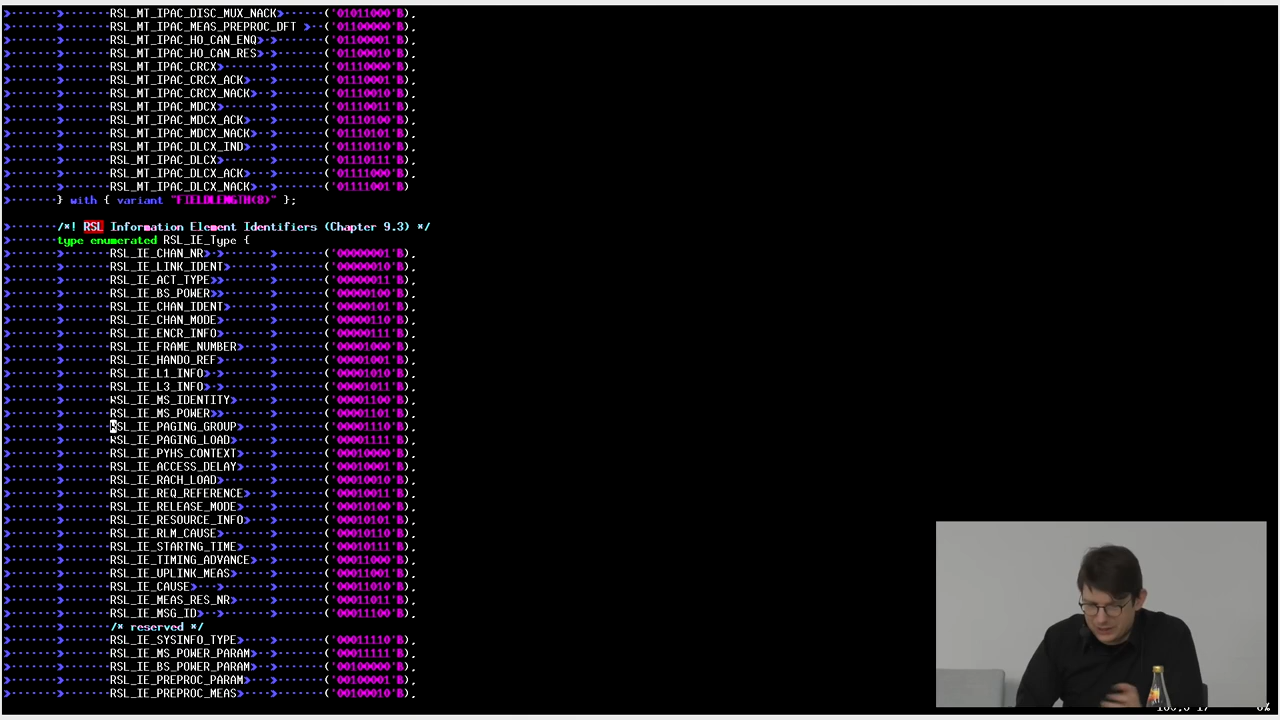 RSL_MT_IPAC_DISC_MUX_NACK ('01011000'B),
RSL_MT_IPAC_MEAS_PREPROC_DFT ('01100000'B),
RSL_MT_IPAC_HO_CAN_ENQ ('01100001'B),
RSL_MT_IPAC_HO_CAN_RES ('01100010'B),
RSL_MT_IPAC_CRCX ('01110000'B),
RSL_MT_IPAC_CRCX_ACK ('01110001'B),
RSL_MT_IPAC_CRCX_NACK ('01110010'B),
RSL_MT_IPAC_MDCX ('01110011'B),
RSL_MT_IPAC_MDCX_ACK ('01110100'B),
RSL_MT_IPAC_MDCX_NACK ('01110101'B),
RSL_MT_IPAC_DLCX_IND ('01110110'B),
RSL_MT_IPAC_DLCX ('01110111'B),
RSL_MT_IPAC_DLCX_ACK ('01111000'B),
RSL_MT_IPAC_DLCX_NACK ('01111001'B)
} with { variant "FIELDLENGTH(8)" };
/*! RSL Information Element Identifiers (Chapter 9.3) */
type enumerated RSL_IE_Type {
RSL_IE_CHAN_NR ('00000001'B),
RSL_IE_LINK_IDENT ('00000010'B),
RSL_IE_ACT_TYPE ('00000011'B),
RSL_IE_BS_POWER ('00000100'B),
RSL_IE_CHAN_IDENT ('00000101'B),
RSL_IE_CHAN_MODE ('00000110'B),
RSL_IE_ENCR_INFO ('00000111'B),
RSL_IE_FRAME_NUMBER ('00001000'B),
RSL_IE_HANDO_REF ('00001001'B),
RSL_IE_L1_INFO ('00001010'B),
RSL_IE_L3_INFO ('00001011'B),
RSL_IE_MS_IDENTITY ('00001100'B),
RSL_IE_MS_POWER ('00001101'B),
RSL_IE_PAGING_GROUP ('00001110'B),
RSL_IE_PAGING_LOAD ('00001111'B),
RSL_IE_PYHS_CONTEXT ('00010000'B),
RSL_IE_ACCESS_DELAY ('00010001'B),
RSL_IE_RACH_LOAD ('00010010'B),
RSL_IE_REQ_REFERENCE ('00010011'B),
RSL_IE_RELEASE_MODE ('00010100'B),
RSL_IE_RESOURCE_INFO ('00010101'B),
RSL_IE_RLM_CAUSE ('00010110'B),
RSL_IE_STARTNG_TIME ('00010111'B),
RSL_IE_TIMING_ADVANCE ('00011000'B),
RSL_IE_UPLINK_MEAS ('00011001'B),
RSL_IE_CAUSE ('00011010'B),
RSL_IE_MEAS_RES_NR ('00011011'B),
RSL_IE_MSG_ID ('00011100'B),
/* reserved */
RSL_IE_SYSINFO_TYPE ('00011110'B),
RSL_IE_MS_POWER_PARAM ('00011111'B),
RSL_IE_BS_POWER_PARAM ('00100000'B),
RSL_IE_PREPROC_PARAM ('00100001'B),
RSL_IE_PREPROC_MEAS ('00100010'B),